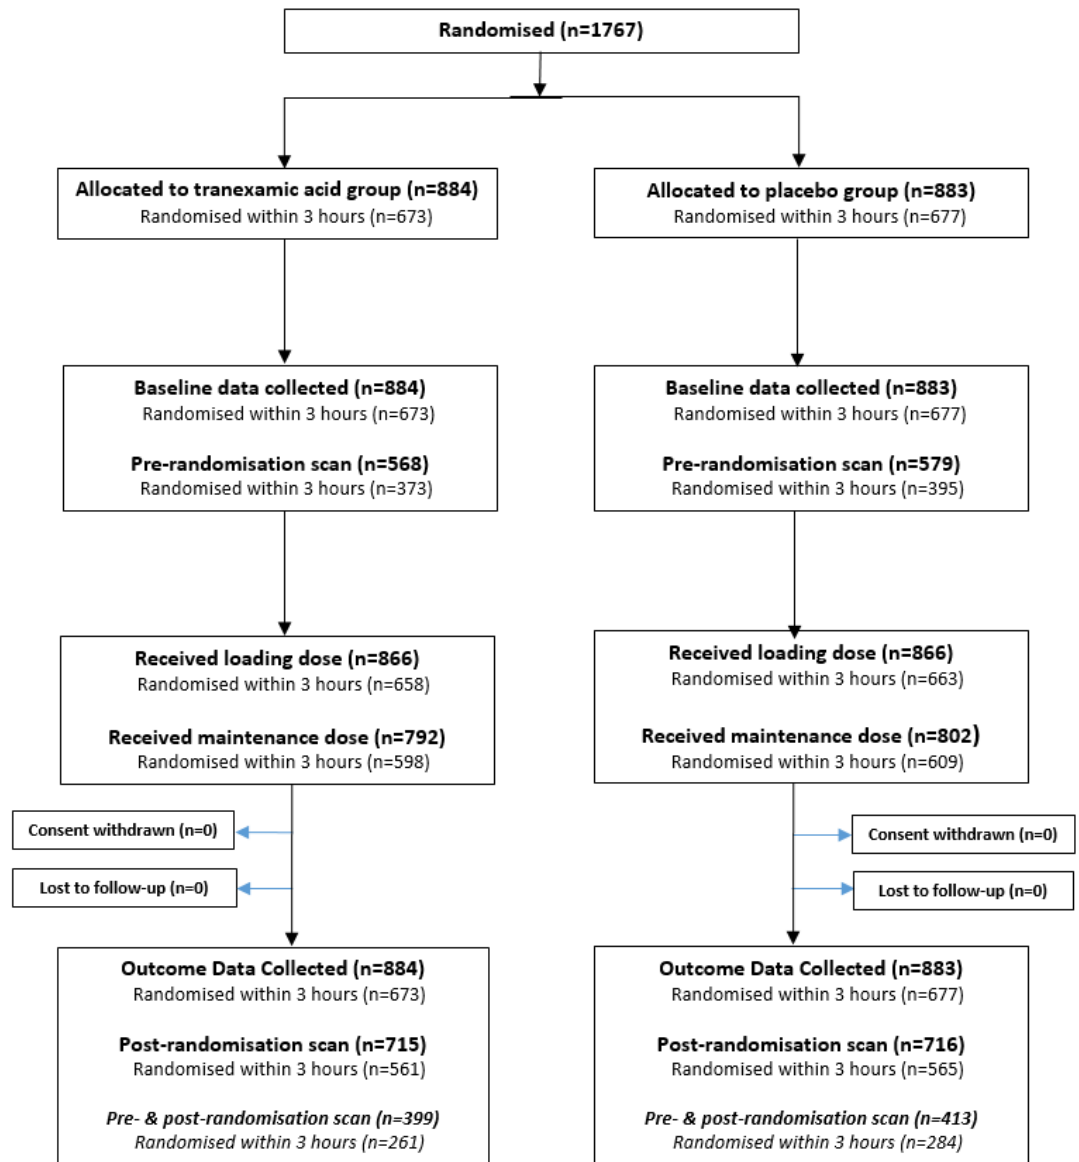 Randomised (n=1767)
Allocated to tranexamic acid group (n=884)
Randomised within 3 hours (n=673)
Allocated to placebo group (n=883)
Randomised within 3 hours (n=677)
Baseline data collected (n=884)
Randomised within 3 hours (n=673)
Pre-randomisation scan (n=568)
Randomised within 3 hours (n=373)
Baseline data collected (n=883)
Randomised within 3 hours (n=677)
Pre-randomisation scan (n=579)
Randomised within 3 hours (n=395)
Received loading dose (n=866)
Randomised within 3 hours (n=658)
Received maintenance dose (n=792)
Randomised within 3 hours (n=598)
Received loading dose (n=866)
Randomised within 3 hours (n=663)
Received maintenance dose (n=802)
Randomised within 3 hours (n=609)
Consent withdrawn (n=0)
Lost to follow-up (n=0)
Consent withdrawn (n=0)
Lost to follow-up (n=0)
Outcome Data Collected (n=884)
Randomised within 3 hours (n=673)
Post-randomisation scan (n=715)
Randomised within 3 hours (n=561)
Pre- & post-randomisation scan (n=399)
Randomised within 3 hours (n=261)
Outcome Data Collected (n=883)
Randomised within 3 hours (n=677)
Post-randomisation scan (n=716)
Randomised within 3 hours (n=565)
Pre- & post-randomisation scan (n=413)
Randomised within 3 hours (n=284)